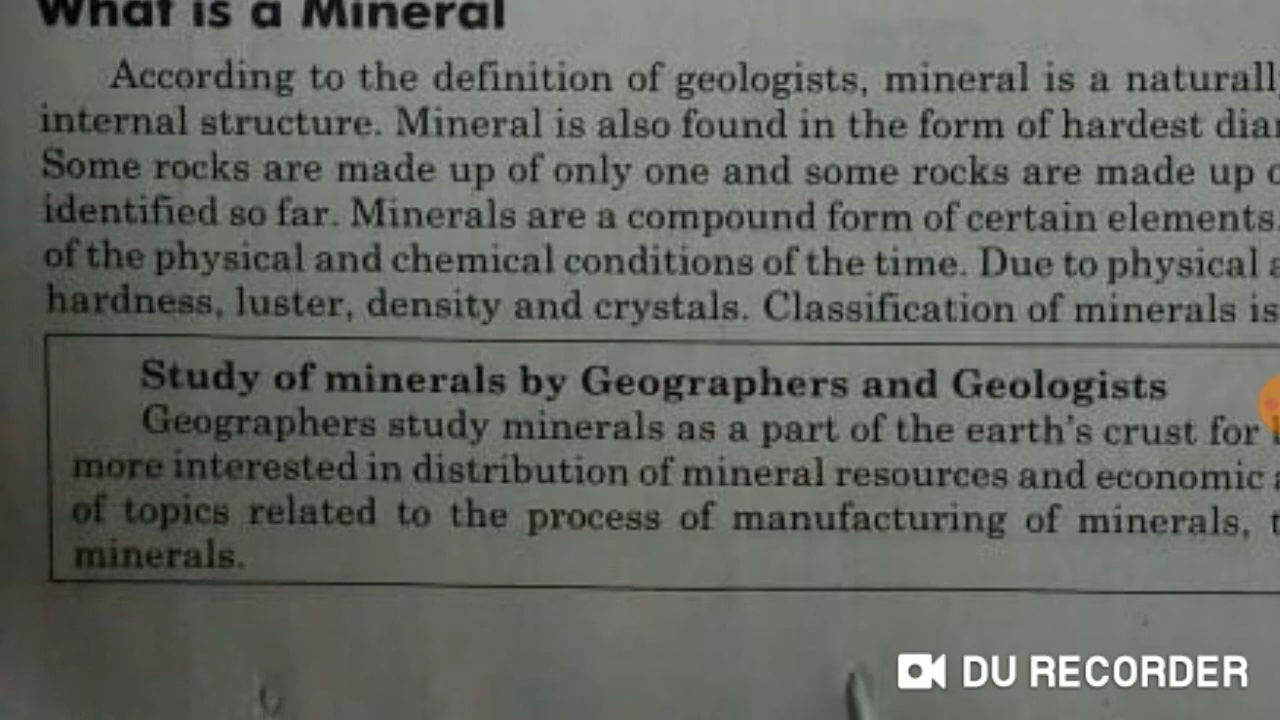 What is a Mineral
According to the definition of geologists, mineral is a naturally
internal structure. Mineral is also found in the form of hardest
Some rocks are made up of only one and some rocks are made up
identified so far. Minerals are a compound form of certain elements.
of the physical and chemical conditions of the time. Due to physical
hardness, luster, density and crystals. Classification of minerals is
Study of minerals by Geographers and Geologists
Geographers study minerals as a part of the earth's crust for
more interested in distribution of mineral resources and economic
of topics related to the process of manufacturing of minerals,
minerals.
DU RECORDER